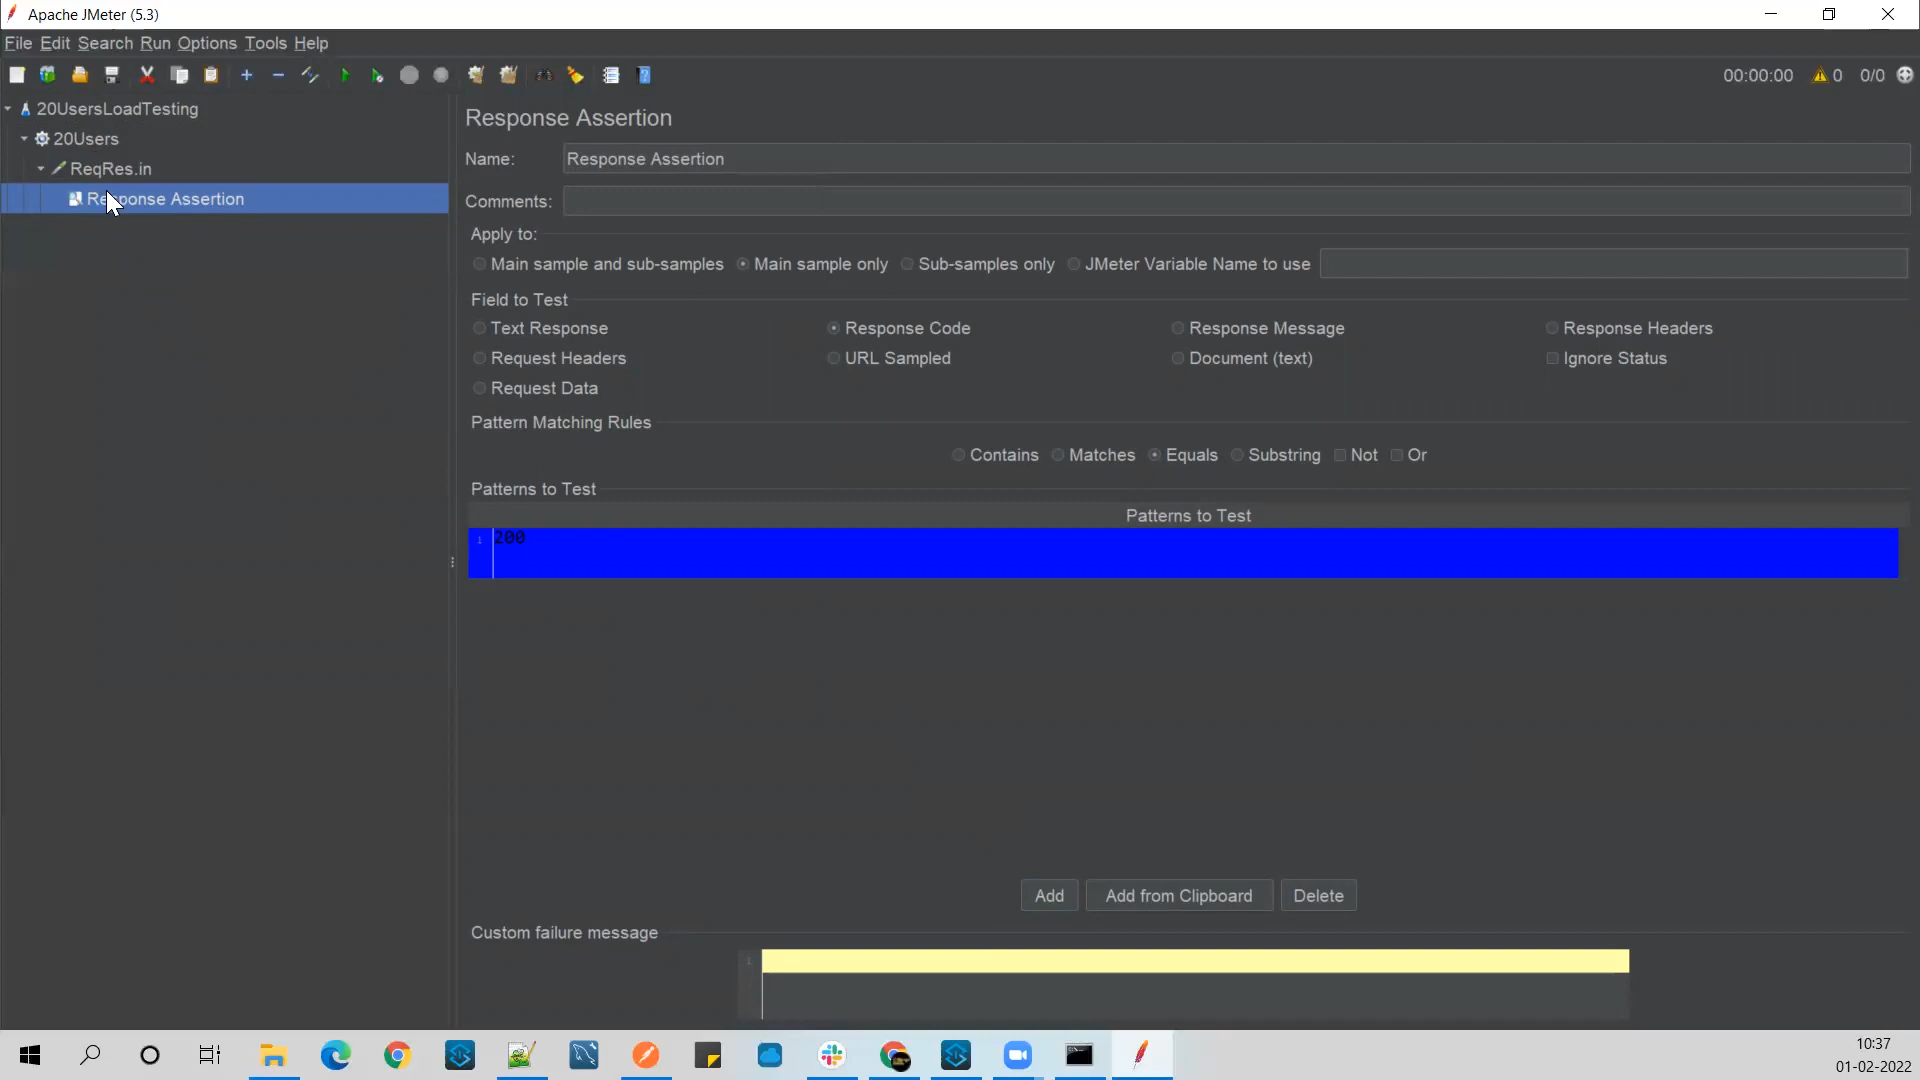 Apache JMeter (5.3)
File Edit Search Run Options Tools Help
00:00:00 0 0/0
20UsersLoadTesting
20Users
ReqRes.in
Response Assertion
Response Assertion
Name: Response Assertion
Comments:
Apply to:
Main sample and sub-samples Main sample only Sub-samples only JMeter Variable Name to use
Field to Test
Text Response Response Code Response Message Response Headers
Request Headers URL Sampled Document (text) Ignore Status
Request Data
Pattern Matching Rules
Contains Matches Equals Substring Not Or
Patterns to Test
Patterns to Test
1 200
Add Add from Clipboard Delete
Custom failure message
1
10:37
01-02-2022